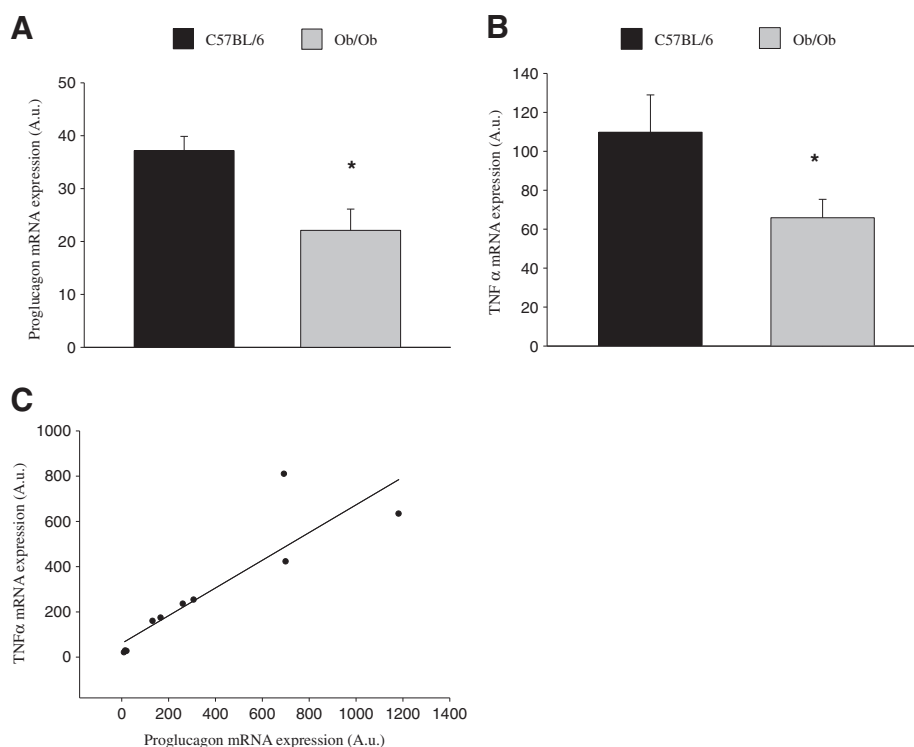 A
C57BL/6 Ob/Ob
Proglucagon mRNA expression (A.u.)
50
40
30
20
10
0
*
B
C57BL/6 Ob/Ob
TNF α mRNA expression (A.u.)
140
120
100
80
60
40
20
0
*
C
TNFα mRNA expression (A.u.)
1000
800
600
400
200
0
0 200 400 600 800 1000 1200 1400
Proglucagon mRNA expression (A.u.)